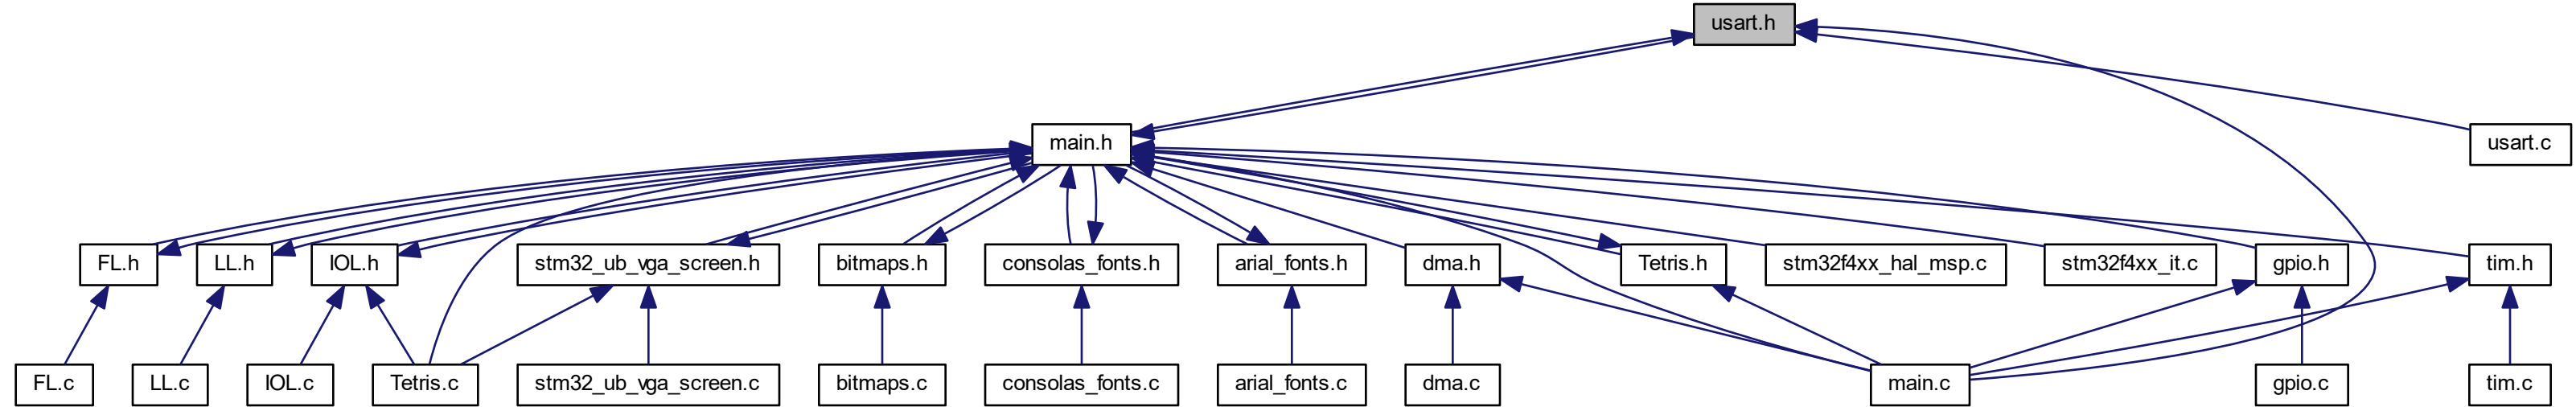 usart.h
main.h
usart.c
FL.h
LL.h
IOL.h
stm32_ub_vga_screen.h
bitmaps.h
consolas_fonts.h
arial_fonts.h
dma.h
Tetris.h
stm32f4xx_hal_msp.c
stm32f4xx_it.c
gpio.h
tim.h
FL.c
LL.c
IOL.c
Tetris.c
stm32_ub_vga_screen.c
bitmaps.c
consolas_fonts.c
arial_fonts.c
dma.c
main.c
gpio.c
tim.c